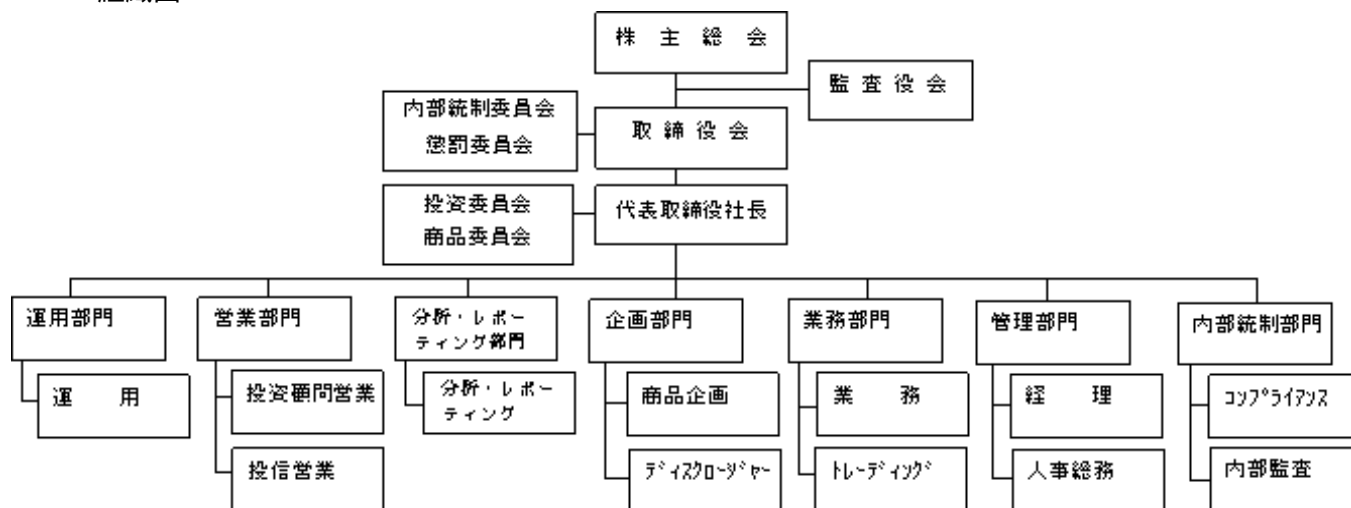 株主総会
監査役会
内部統制委員会
懲罰委員会
取締役会
投資委員会
商品委員会
代表取締役社長
運用部門
営業部門
分析・レポー
ティング部門
企画部門
業務部門
管理部門
内部統制部門
運用
投資顧問営業
分析・レポー
ティング
商品企画
業務
経理
ｺﾝﾌﾟﾗｲｱﾝｽ
投信営業
ﾃﾞｨｽｸﾛｰｼﾞｬｰ
ﾄﾚｰﾃﾞｨﾝｸﾞ
人事総務
内部監査